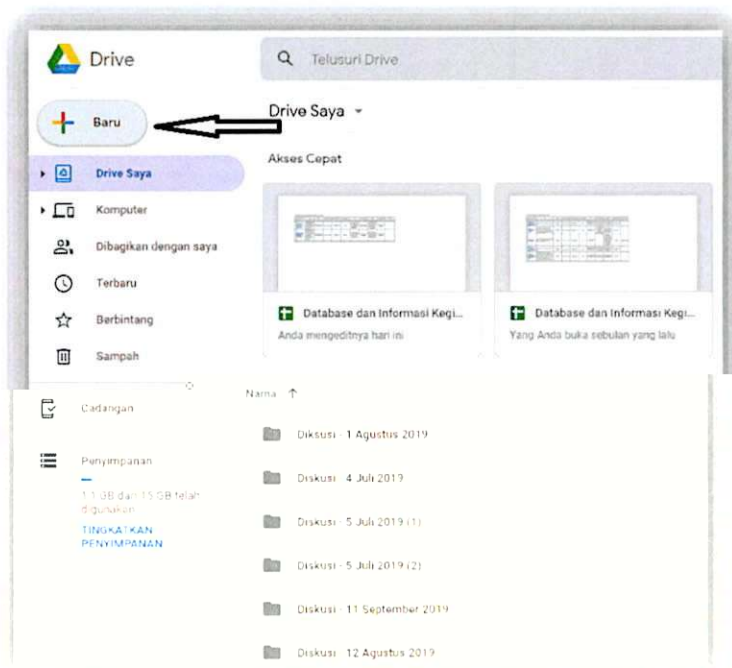 Drive
Telusuri Drive
Baru
Drive Saya
Drive Saya
Akses Cepat
Komputer
Dibagikan dengan saya
Terbaru
Berbintang
Sampah
Database dan Informasi Kegi...
Anda mengeditnya hari ini
Database dan Informasi Kegi...
Yang Anda buka sebulan yang lalu
Cadangan
Penyimpanan
1,1 GB dari 15 GB telah
digunakan
TINGKATKAN
PENYIMPANAN
Nama
Diksusi - 1 Agustus 2019
Diskusi - 4 Juli 2019
Diskusi - 5 Juli 2019 (1)
Diskusi - 5 Juli 2019 (2)
Diskusi - 11 September 2019
Diskusi - 12 Agustus 2019